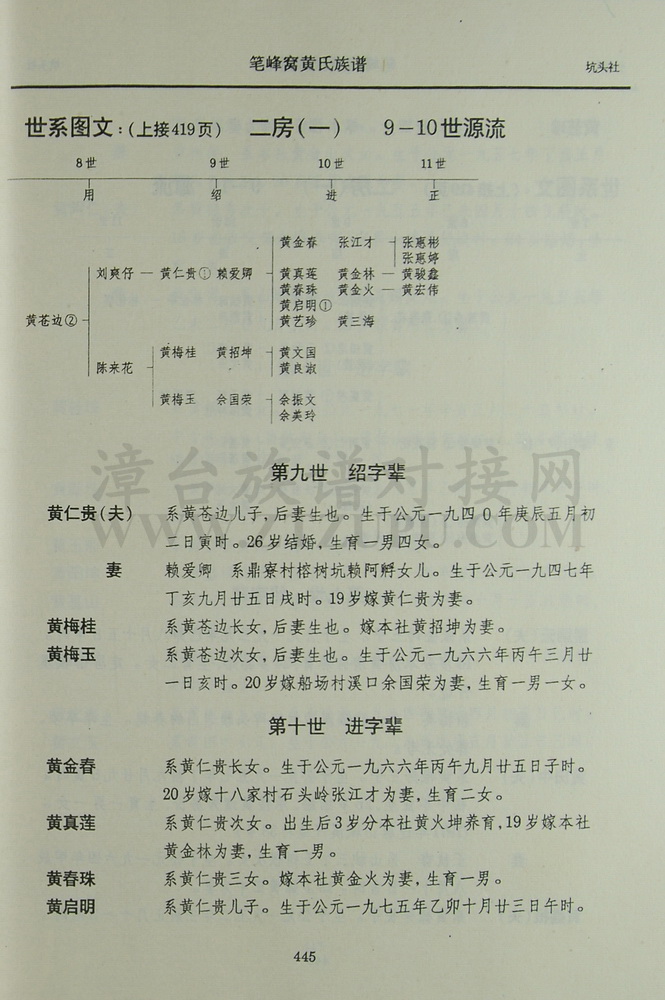 笔峰窝黄氏族谱
坑头社
世系图文:(上接419页) 二房(一) 9-10世源流
8世 9世 10世 11世
用 绍 进 正
黄金春 张江才 张惠彬
张惠婷
刘爽仔 黄仁贵① 赖爱卿 黄真莲 黄金林 黄骏鑫
黄春珠 黄金火 黄宏伟
黄启明①
黄苍边② 黄艺珍 黄三海
黄梅桂 黄招坤 黄文国
陈来花 黄良淑
黄梅玉 余国荣 余振文
余美玲
第九世 绍字辈
黄仁贵(夫) 系黄苍边儿子,后妻生也。生于公元一九四0年庚辰五月初
二日寅时。26岁结婚,生育一男四女。
妻 赖爱卿 系鼎寮村榕树坑赖阿孵女儿。生于公元一九四七年
丁亥九月廿五日戌时。19岁嫁黄仁贵为妻。
黄梅桂 系黄苍边长女,后妻生也。嫁本社黄招坤为妻。
黄梅玉 系黄苍边次女,后妻生也。生于公元一九六六年丙午三月廿
一日亥时。20岁嫁船场村溪口余国荣为妻,生育一男一女。
第十世 进字辈
黄金春 系黄仁贵长女。生于公元一九六六年丙午九月廿五日子时。
20岁嫁十八家村石头岭张江才为妻,生育二女。
黄真莲 系黄仁贵次女。出生后3岁分本社黄火坤养育,19岁嫁本社
黄金林为妻,生育一男。
黄春珠 系黄仁贵三女。嫁本社黄金火为妻,生育一男。
黄启明 系黄仁贵儿子。生于公元一九七五年乙卯十月廿三日午时。
445
漳台族谱对接网